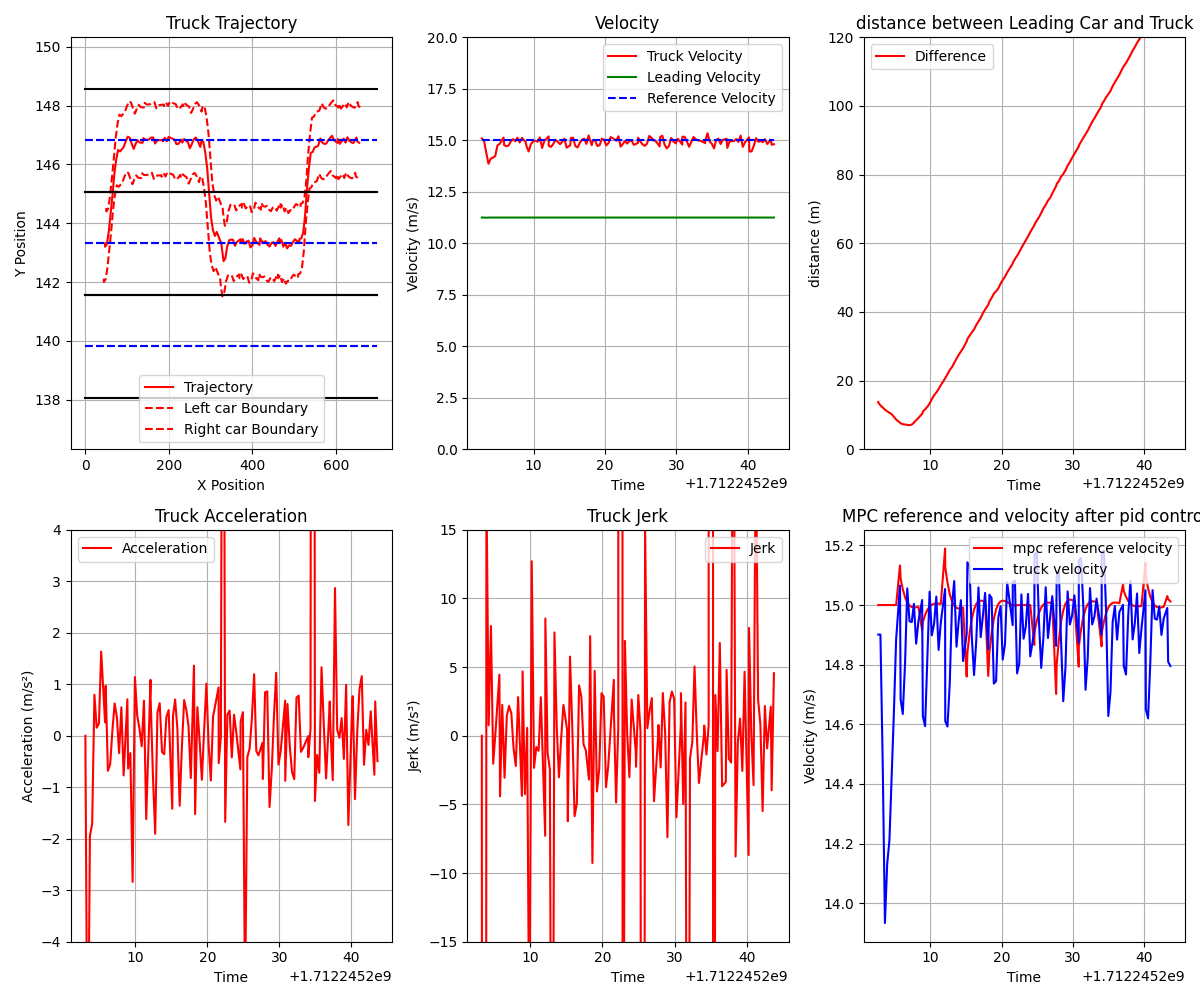 Truck Trajectory
150
148
146
144
142
140
138
Y Position
Trajectory
Left car Boundary
Right car Boundary
0
200
400
600
X Position
Velocity
20.0
17.5
15.0
12.5
10.0
7.5
5.0
2.5
0.0
Velocity (m/s)
Truck Velocity
Leading Velocity
Reference Velocity
10
20
30
40
Time
+1.7122452e9
distance between Leading Car and Truck
120
100
80
60
40
20
0
distance (m)
Difference
10
20
30
40
Time
+1.7122452e9
Truck Acceleration
4
3
2
1
0
−1
−2
−3
−4
Acceleration (m/s²)
Acceleration
10
20
30
40
Time
+1.7122452e9
Truck Jerk
15
10
5
0
−5
−10
−15
Jerk (m/s³)
Jerk
10
20
30
40
Time
+1.7122452e9
MPC reference and velocity after pid contro
15.2
15.0
14.8
14.6
14.4
14.2
14.0
Velocity (m/s)
mpc reference velocity
truck velocity
10
20
30
40
Time
+1.7122452e9